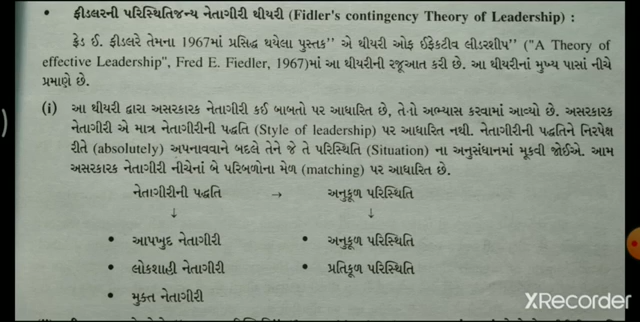 • ફીડલરની પરિસ્થિતિજન્ય નેતાગીરી થીયરી (Fidler's contingency Theory of Leadership) :
ફ્રેડ ઈ. ફીડલરે તેમના 1967માં પ્રસિદ્ધ થયેલા પુસ્તક" એ થીયરી ઓફ ઈફેકટીવ લીડરશીપ" ("A Theory of
effective Leadership", Fred E. Fiedler, 1967)માં આ થીયરીની રજૂઆત કરી છે. આ થીયરીનાં મુખ્ય પાસાં નીચે
પ્રમાણે છે.
(i) આ થીયરી દ્વારા અસરકારક નેતાગીરી કઈ બાબતો પર આધારિત છે, તેનો અભ્યાસ કરવામાં આવ્યો છે. અસરકારક
નેતાગીરી એ માત્ર નેતાગીરીની પદ્ધતિ (Style of leadership) પર આધારિત નથી. નેતાગીરીની પદ્ધતિને નિરપેક્ષ
રીતે (absolutely) અપનાવવાને બદલે તેને જે તે પરિસ્થિતિ (Situation) ના અનુસંધાનમાં મૂકવી જોઈએ. આમ
અસરકારક નેતાગીરી નીચેનાં બે પરિબળોના મેળ (matching) પર આધારિત છે.
નેતાગીરીની પદ્ધતિ → અનુકૂળ પરિસ્થિતિ
↓ ↓
• આપખુદ નેતાગીરી • અનુકૂળ પરિસ્થિતિ
• લોકશાહી નેતાગીરી • પ્રતિકૂળ પરિસ્થિતિ
• મુક્ત નેતાગીરી
XRecorder